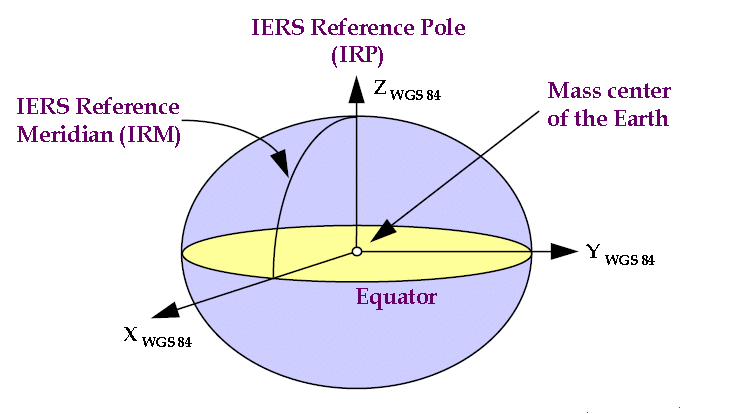 IERS Reference Pole
(IRP)
Z WGS 84
Mass center
of the Earth
IERS Reference
Meridian (IRM)
Y WGS 84
Equator
X WGS 84